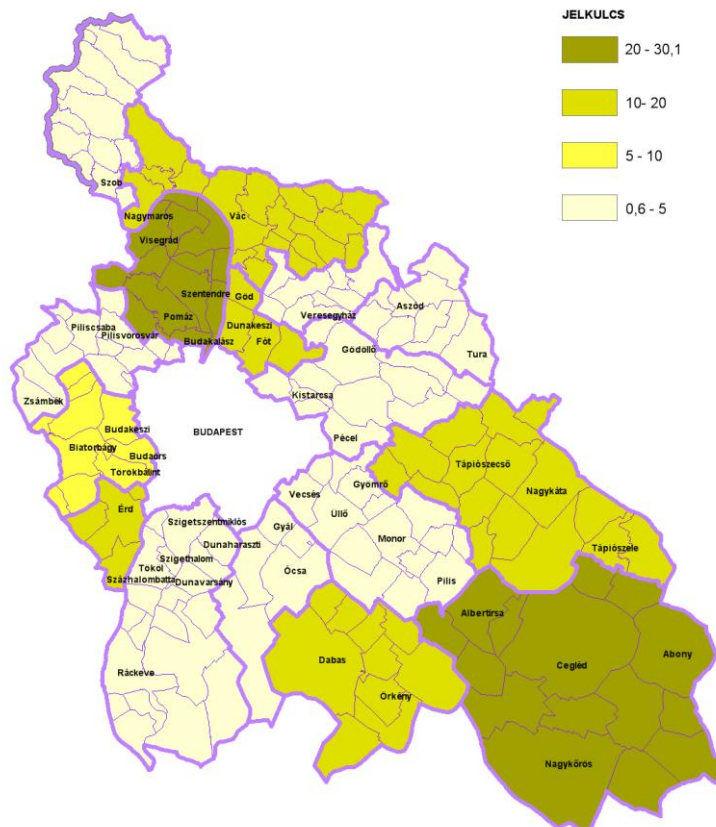 JELKULCS
20 - 30,1
10- 20
5 - 10
0,6 - 5
Szob
Nagymaros
Vác
Visegrád
Szentendre
Göd
Pomáz
Dunakeszi
Fót
Budakalász
Veresegyház
Aszód
Gödöllő
Tura
Piliscsaba
Pilisvörösvár
Zsámbék
Kistarcsa
Budakeszi
BUDAPEST
Pécel
Biatorbágy
Budaörs
Törökbálint
Tápiószecső
Gyömrő
Nagykáta
Vecsés
Üllő
Érd
Szigetszentmiklós
Gyál
Monor
Dunaharaszti
Tápiószele
Szigethalom
Tököl
Százhalombatta
Dunavarsány
Ócsa
Pilis
Albertirsa
Cegléd
Abony
Ráckeve
Dabas
Örkény
Nagykőrös